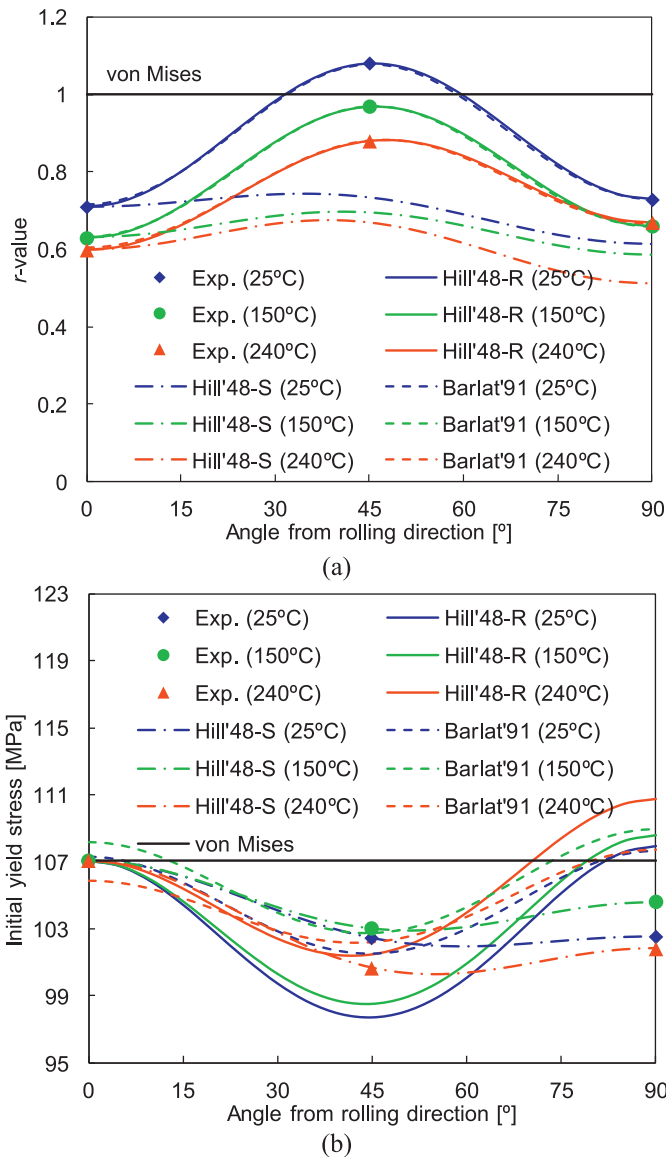 1.2
von Mises
1
0.8
r-value
0.6
Exp. (25ºC) Hill'48-R (25ºC)
Exp. (150ºC) Hill'48-R (150ºC)
0.4
Exp. (240ºC) Hill'48-R (240ºC)
Hill'48-S (25ºC) Barlat'91 (25ºC)
0.2
Hill'48-S (150ºC) Barlat'91 (150ºC)
Hill'48-S (240ºC) Barlat'91 (240ºC)
0
0 15 30 45 60 75 90
Angle from rolling direction [º]
(a)
123
Exp. (25ºC) Hill'48-R (25ºC)
Exp. (150ºC) Hill'48-R (150ºC)
119
Exp. (240ºC) Hill'48-R (240ºC)
Hill'48-S (25ºC) Barlat'91 (25ºC)
115
Hill'48-S (150ºC) Barlat'91 (150ºC)
Hill'48-S (240ºC) Barlat'91 (240ºC)
111
von Mises
107
Initial yield stress [MPa]
103
99
95
0 15 30 45 60 75 90
Angle from rolling direction [º]
(b)